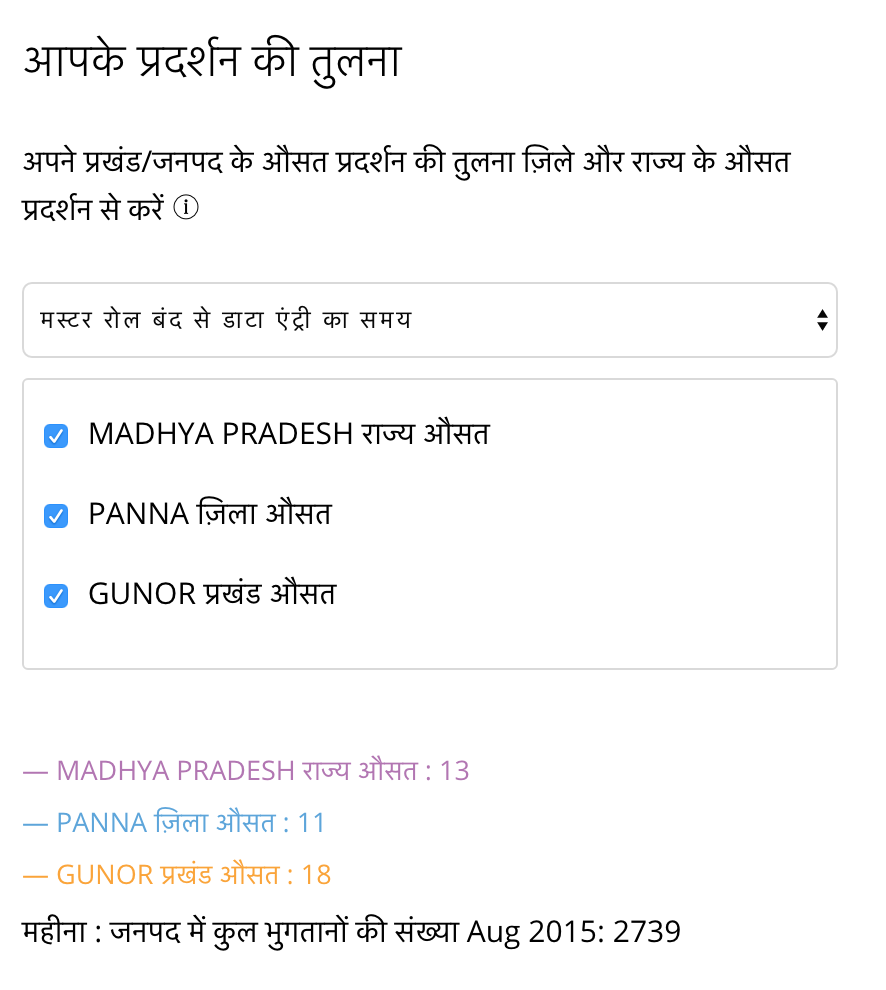 आपके प्रदर्शन की तुलना
अपने प्रखंड/जनपद के औसत प्रदर्शन की तुलना ज़िले और राज्य के औसत
प्रदर्शन से करें ⓘ
मस्टर रोल बंद से डाटा एंट्री का समय
MADHYA PRADESH राज्य औसत
PANNA ज़िला औसत
GUNOR प्रखंड औसत
— MADHYA PRADESH राज्य औसत : 13
— PANNA ज़िला औसत : 11
— GUNOR प्रखंड औसत : 18
महीना : जनपद में कुल भुगतानों की संख्या Aug 2015: 2739